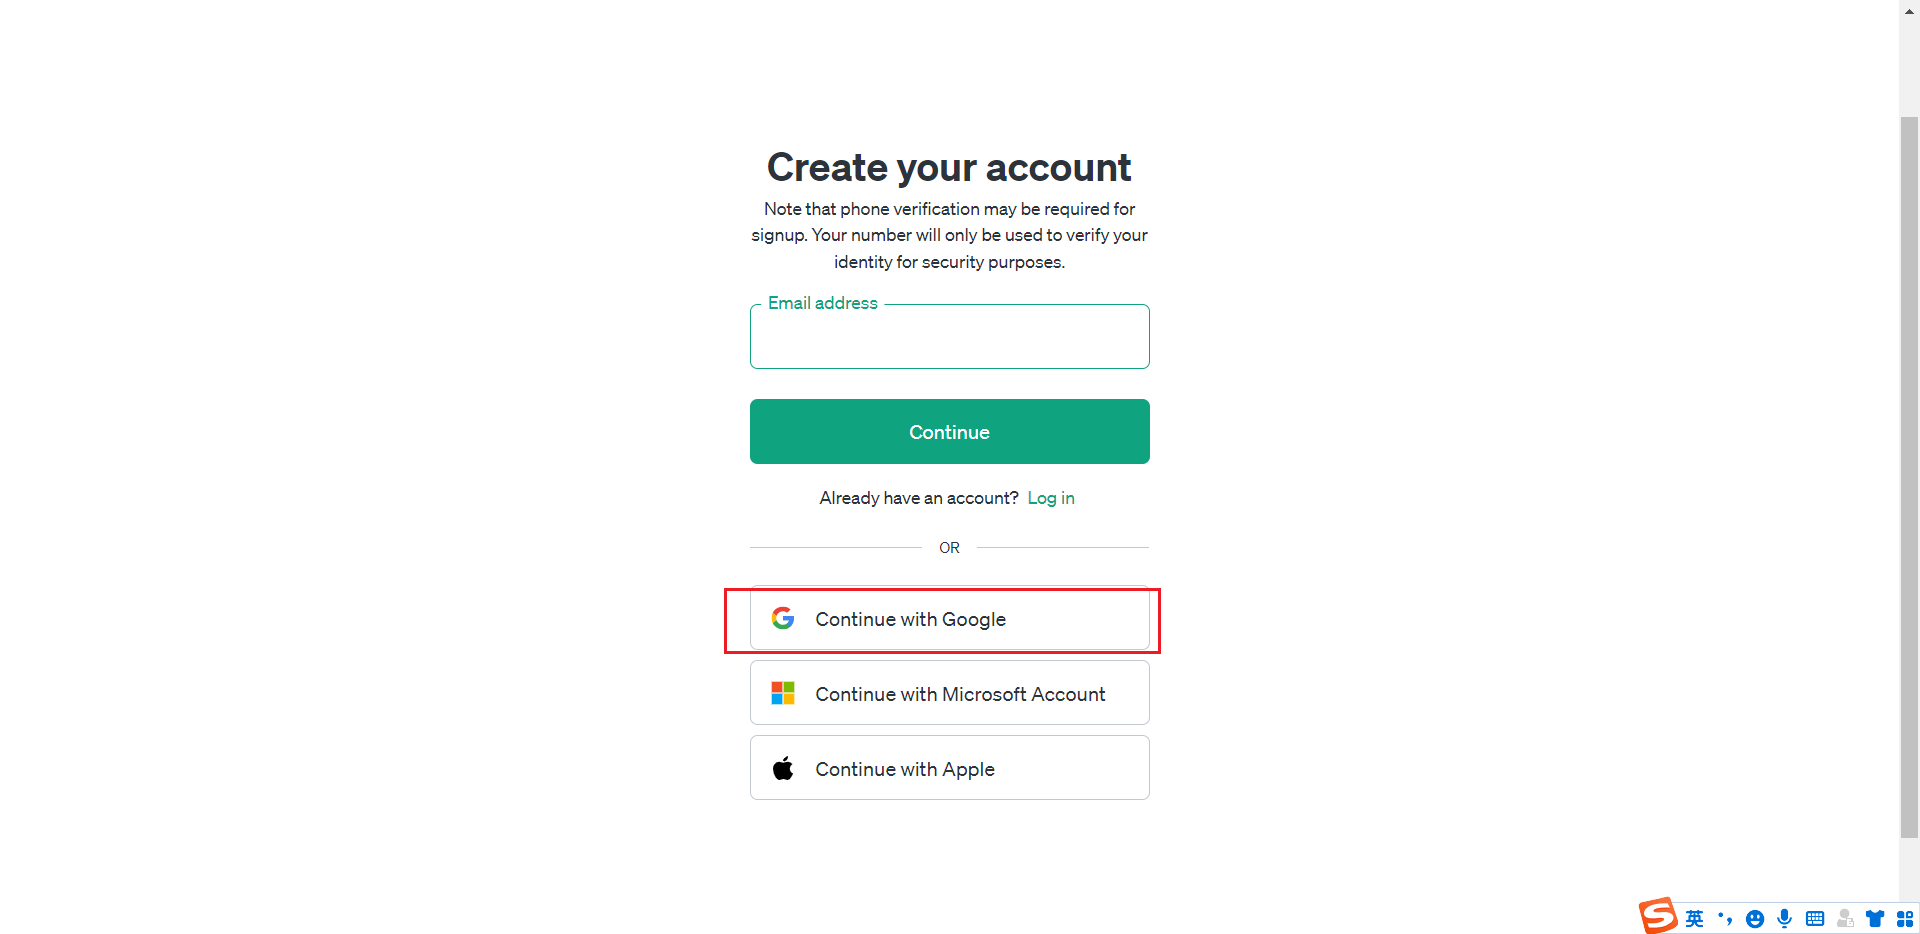 Create your account
Note that phone verification may be required for
signup. Your number will only be used to verify your
identity for security purposes.
Email address
Continue
Already have an account? Log in
OR
Continue with Google
Continue with Microsoft Account
Continue with Apple
英